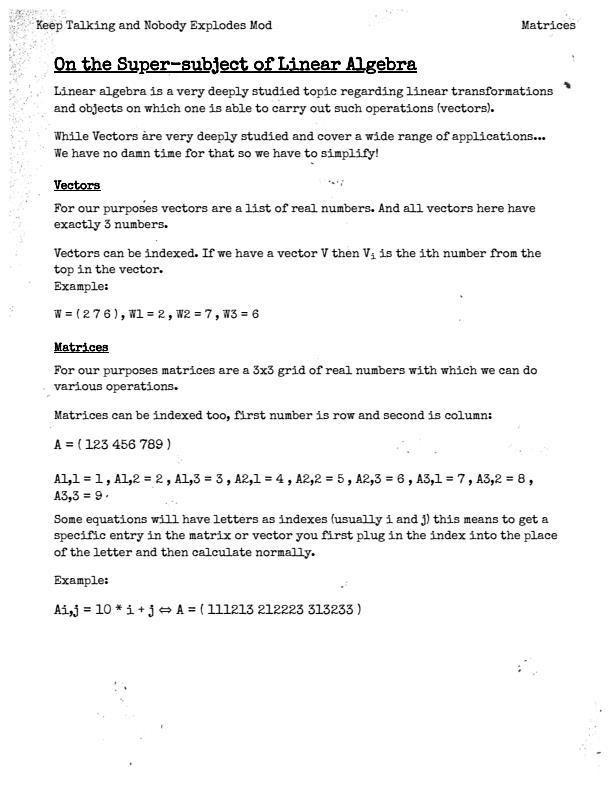 Keep Talking and Nobody Explodes Mod Matrices
On the Super-subject of Linear Algebra
Linear algebra is a very deeply studied topic regarding linear transformations
and objects on which one is able to carry out such operations (vectors).
While Vectors are very deeply studied and cover a wide range of applications...
We have no damn time for that so we have to simplify!
Vectors
For our purposes vectors are a list of real numbers. And all vectors here have
exactly 3 numbers.
Vectors can be indexed. If we have a vector V then Vi is the ith number from the
top in the vector.
Example:
W = ( 2 7 6 ) , W1 = 2 , W2 = 7 , W3 = 6
Matrices
For our purposes matrices are a 3x3 grid of real numbers with which we can do
various operations.
Matrices can be indexed too, first number is row and second is column:
A = ( 123 456 789 )
A1,1 = 1 , A1,2 = 2 , A1,3 = 3 , A2,1 = 4 , A2,2 = 5 , A2,3 = 6 , A3,1 = 7 , A3,2 = 8 ,
A3,3 = 9
Some equations will have letters as indexes (usually i and j) this means to get a
specific entry in the matrix or vector you first plug in the index into the place
of the letter and then calculate normally.
Example:
Ai,j = 10 * i + j ⇔ A = ( 111213 212223 313233 )